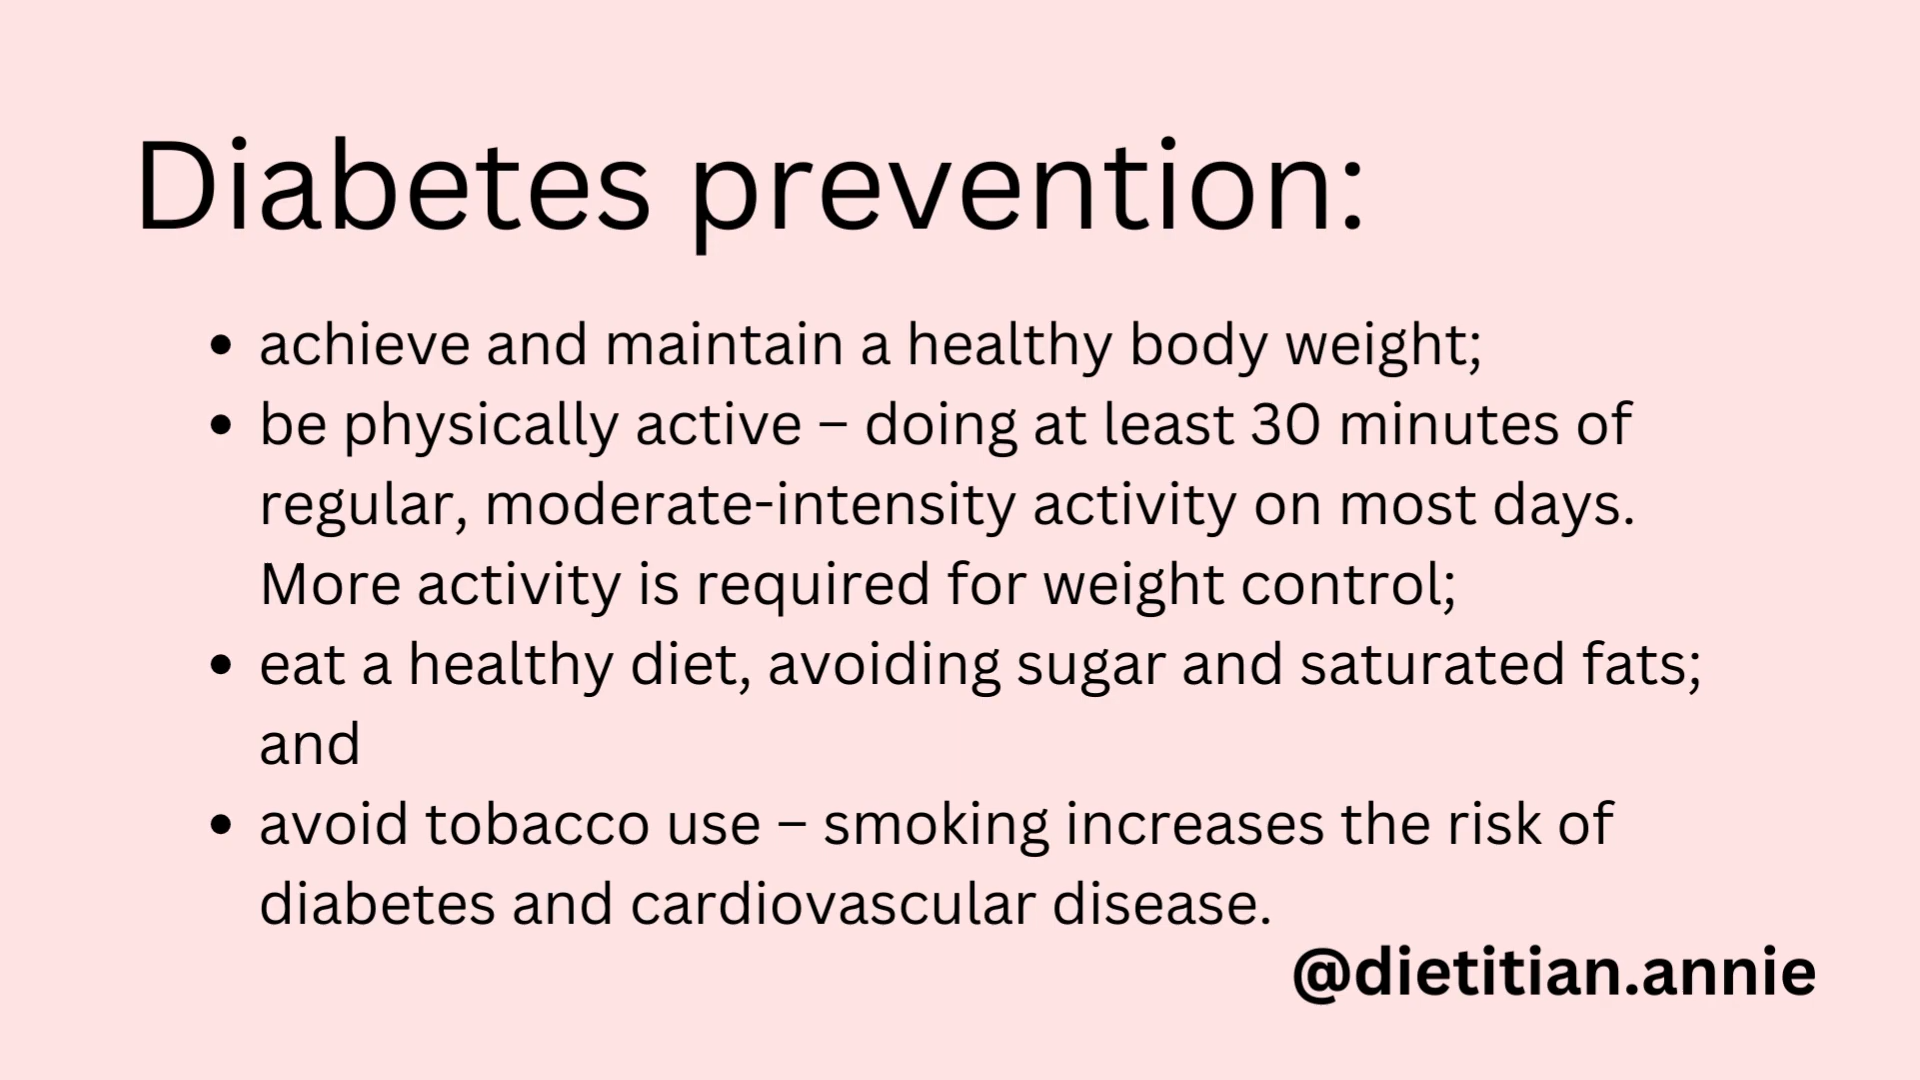 Diabetes prevention:
• achieve and maintain a healthy body weight;
• be physically active – doing at least 30 minutes of
regular, moderate-intensity activity on most days.
More activity is required for weight control;
• eat a healthy diet, avoiding sugar and saturated fats;
and
• avoid tobacco use – smoking increases the risk of
diabetes and cardiovascular disease.
@dietitian.annie